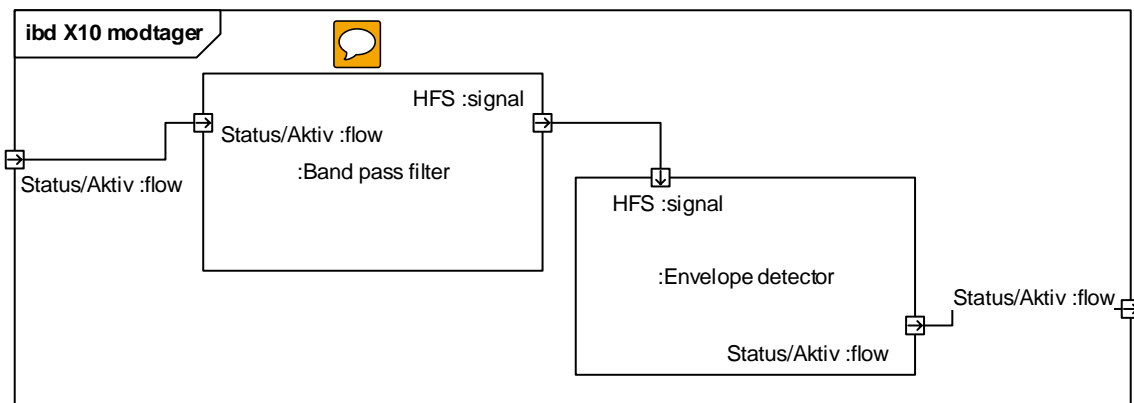 ibd X10 modtager
HFS :signal
Status/Aktiv :flow
:Band pass filter
Status/Aktiv :flow
HFS :signal
:Envelope detector
Status/Aktiv :flow
Status/Aktiv :flow